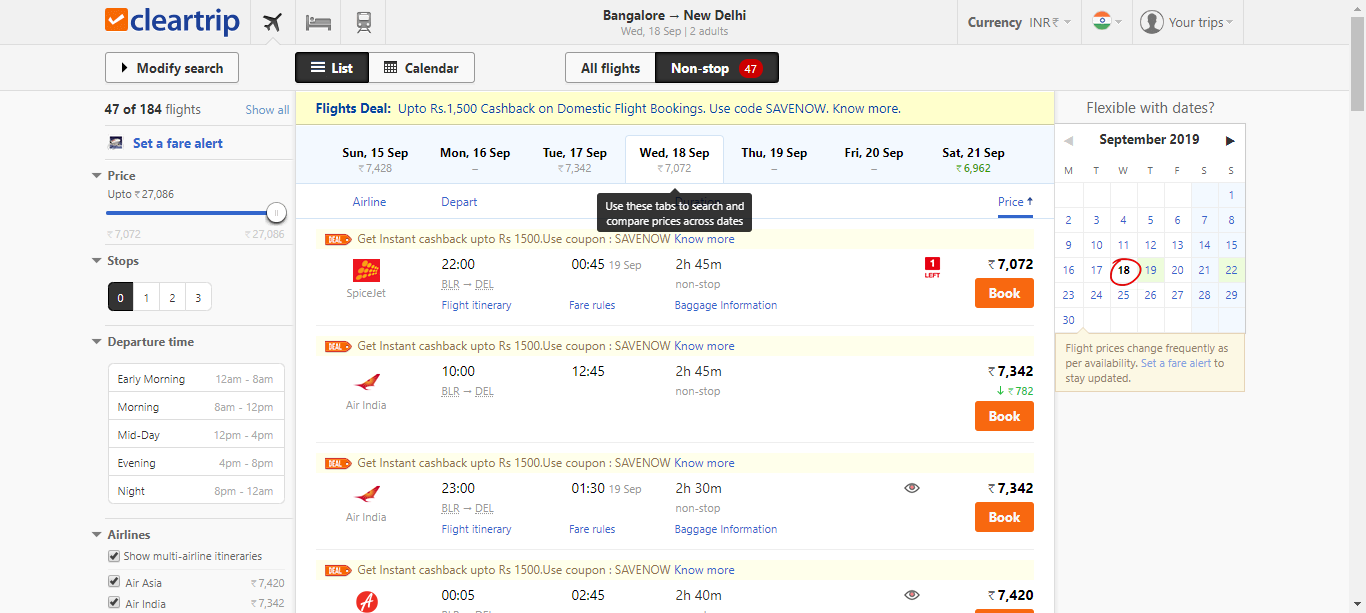 cleartrip
Bangalore → New Delhi
Wed, 18 Sep | 2 adults
Currency INR ₹
Your trips
Modify search
List
Calendar
All flights
Non-stop 47
47 of 184 flights
Show all
Set a fare alert
Price
Upto ₹ 27,086
₹ 7,072
₹ 27,086
Stops
0 1 2 3
Departure time
Early Morning 12am - 8am
Morning 8am - 12pm
Mid-Day 12pm - 4pm
Evening 4pm - 8pm
Night 8pm - 12am
Airlines
Show multi-airline itineraries
Air Asia ₹ 7,420
Air India ₹ 7,342
Flights Deal: Upto Rs.1,500 Cashback on Domestic Flight Bookings. Use code SAVENOW. Know more.
Sun, 15 Sep Mon, 16 Sep Tue, 17 Sep Wed, 18 Sep Thu, 19 Sep Fri, 20 Sep Sat, 21 Sep
₹ 7,428 – ₹ 7,342 ₹ 7,072 – – ₹ 6,962
Use these tabs to search and
compare prices across dates
Airline Depart Price ↑
DEAL Get Instant cashback upto Rs 1500.Use coupon : SAVENOW Know more
22:00 00:45 19 Sep 2h 45m 1 ₹ 7,072
LEFT
SpiceJet BLR → DEL non-stop Book
Flight itinerary Fare rules Baggage Information
DEAL Get Instant cashback upto Rs 1500.Use coupon : SAVENOW Know more
10:00 12:45 2h 45m ₹ 7,342
Air India BLR → DEL non-stop ↓ ₹ 782
Book
DEAL Get Instant cashback upto Rs 1500.Use coupon : SAVENOW Know more
23:00 01:30 19 Sep 2h 30m ₹ 7,342
Air India BLR → DEL non-stop Book
Flight itinerary Fare rules Baggage Information
DEAL Get Instant cashback upto Rs 1500.Use coupon : SAVENOW Know more
00:05 02:45 2h 40m ₹ 7,420
Flexible with dates?
September 2019
M T W T F S S
1
2 3 4 5 6 7 8
9 10 11 12 13 14 15
16 17 18 19 20 21 22
23 24 25 26 27 28 29
30
Flight prices change frequently as
per availability. Set a fare alert to
stay updated.